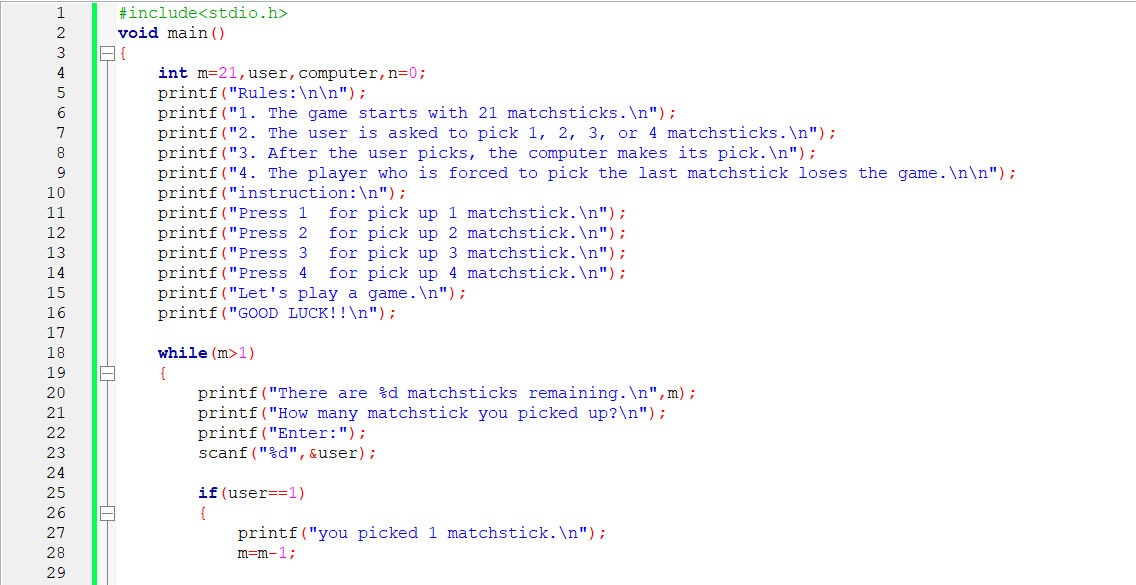 1 #include<stdio.h>
2 void main()
3 {
4 int m=21,user,computer,n=0;
5 printf("Rules:\n\n");
6 printf("1. The game starts with 21 matchsticks.\n");
7 printf("2. The user is asked to pick 1, 2, 3, or 4 matchsticks.\n");
8 printf("3. After the user picks, the computer makes its pick.\n");
9 printf("4. The player who is forced to pick the last matchstick loses the game.\n\n");
10 printf("instruction:\n");
11 printf("Press 1  for pick up 1 matchstick.\n");
12 printf("Press 2  for pick up 2 matchstick.\n");
13 printf("Press 3  for pick up 3 matchstick.\n");
14 printf("Press 4  for pick up 4 matchstick.\n");
15 printf("Let's play a game.\n");
16 printf("GOOD LUCK!!\n");
17
18 while(m>1)
19 {
20 printf("There are %d matchsticks remaining.\n",m);
21 printf("How many matchstick you picked up?\n");
22 printf("Enter:");
23 scanf("%d",&user);
24
25 if(user==1)
26 {
27 printf("you picked 1 matchstick.\n");
28 m=m-1;
29